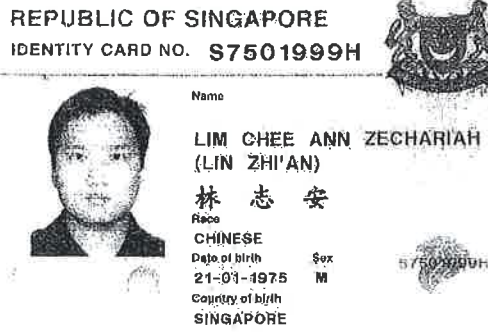 REPUBLIC OF SINGAPORE
IDENTITY CARD NO. S7501999H
Name
LIM CHEE ANN ZECHARIAH
(LIN ZHI'AN)
林志安
Race
CHINESE
Date of birth Sex
21-01-1975 M
Country of birth
SINGAPORE